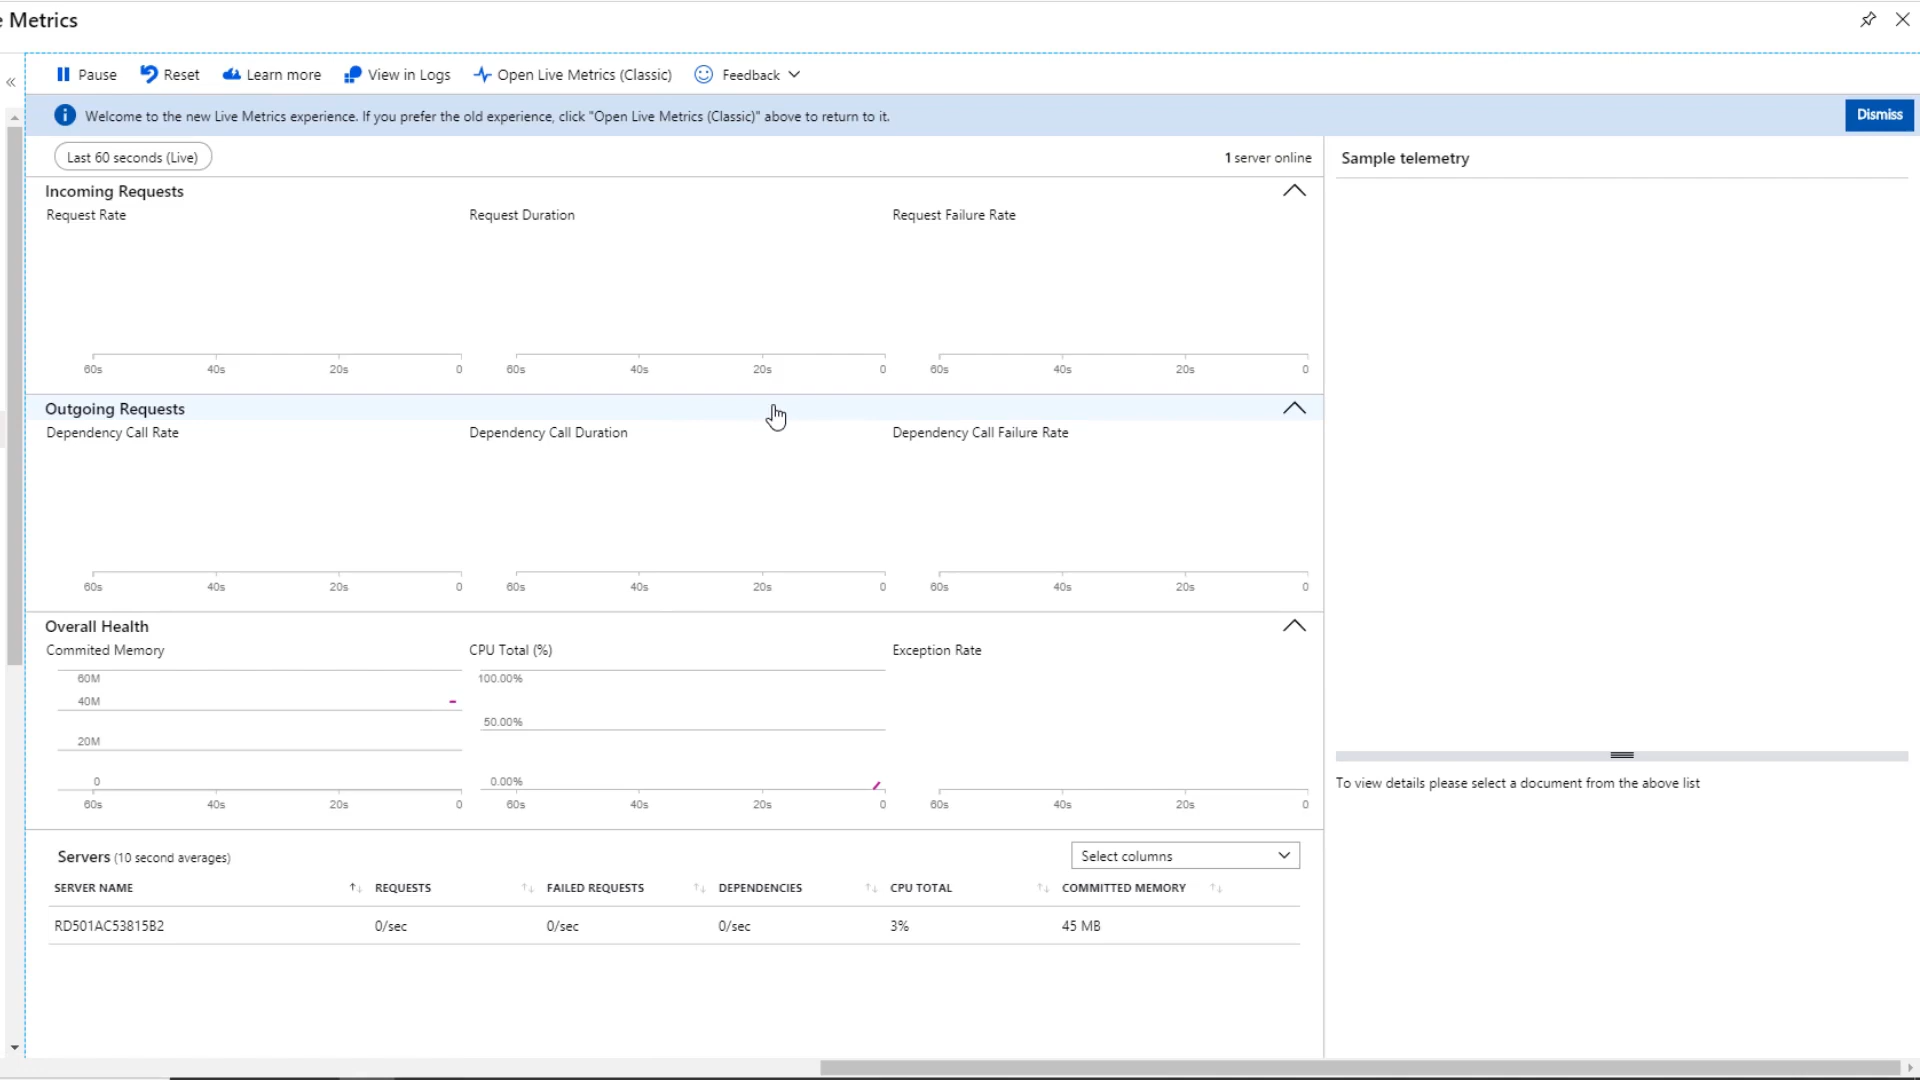 e Metrics
Pause Reset Learn more View in Logs Open Live Metrics (Classic) Feedback
Welcome to the new Live Metrics experience. If you prefer the old experience, click "Open Live Metrics (Classic)" above to return to it.
Dismiss
Last 60 seconds (Live)
1 server online
Sample telemetry
Incoming Requests
Request Rate Request Duration Request Failure Rate
60s 40s 20s 0 60s 40s 20s 0 60s 40s 20s 0
Outgoing Requests
Dependency Call Rate Dependency Call Duration Dependency Call Failure Rate
60s 40s 20s 0 60s 40s 20s 0 60s 40s 20s 0
Overall Health
Commited Memory CPU Total (%) Exception Rate
60M 100.00%
40M
50.00%
20M
0 0.00%
60s 40s 20s 0 60s 40s 20s 0 60s 40s 20s 0
To view details please select a document from the above list
Servers (10 second averages)
Select columns
SERVER NAME REQUESTS FAILED REQUESTS DEPENDENCIES CPU TOTAL COMMITTED MEMORY
RD501AC53815B2 0/sec 0/sec 0/sec 3% 45 MB